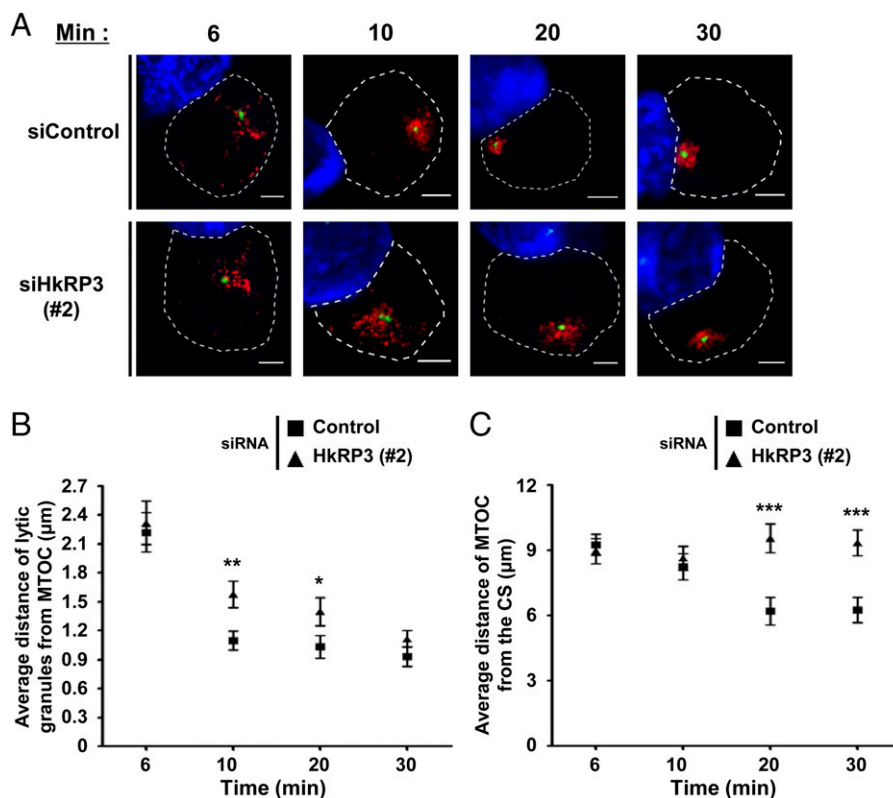 A
Min : 6 10 20 30
siControl
siHkRP3
(#2)
B
siRNA
Control
HkRP3 (#2)
Average distance of lytic
granules from MTOC (μm)
2.7
2.4
2.1
1.8
1.5
1.2
0.9
0.6
0.3
0
**
*
6 10 20 30
Time (min)
C
siRNA
Control
HkRP3 (#2)
Average distance of MTOC
from the CS (μm)
12
9
6
3
0
*** ***
6 10 20 30
Time (min)